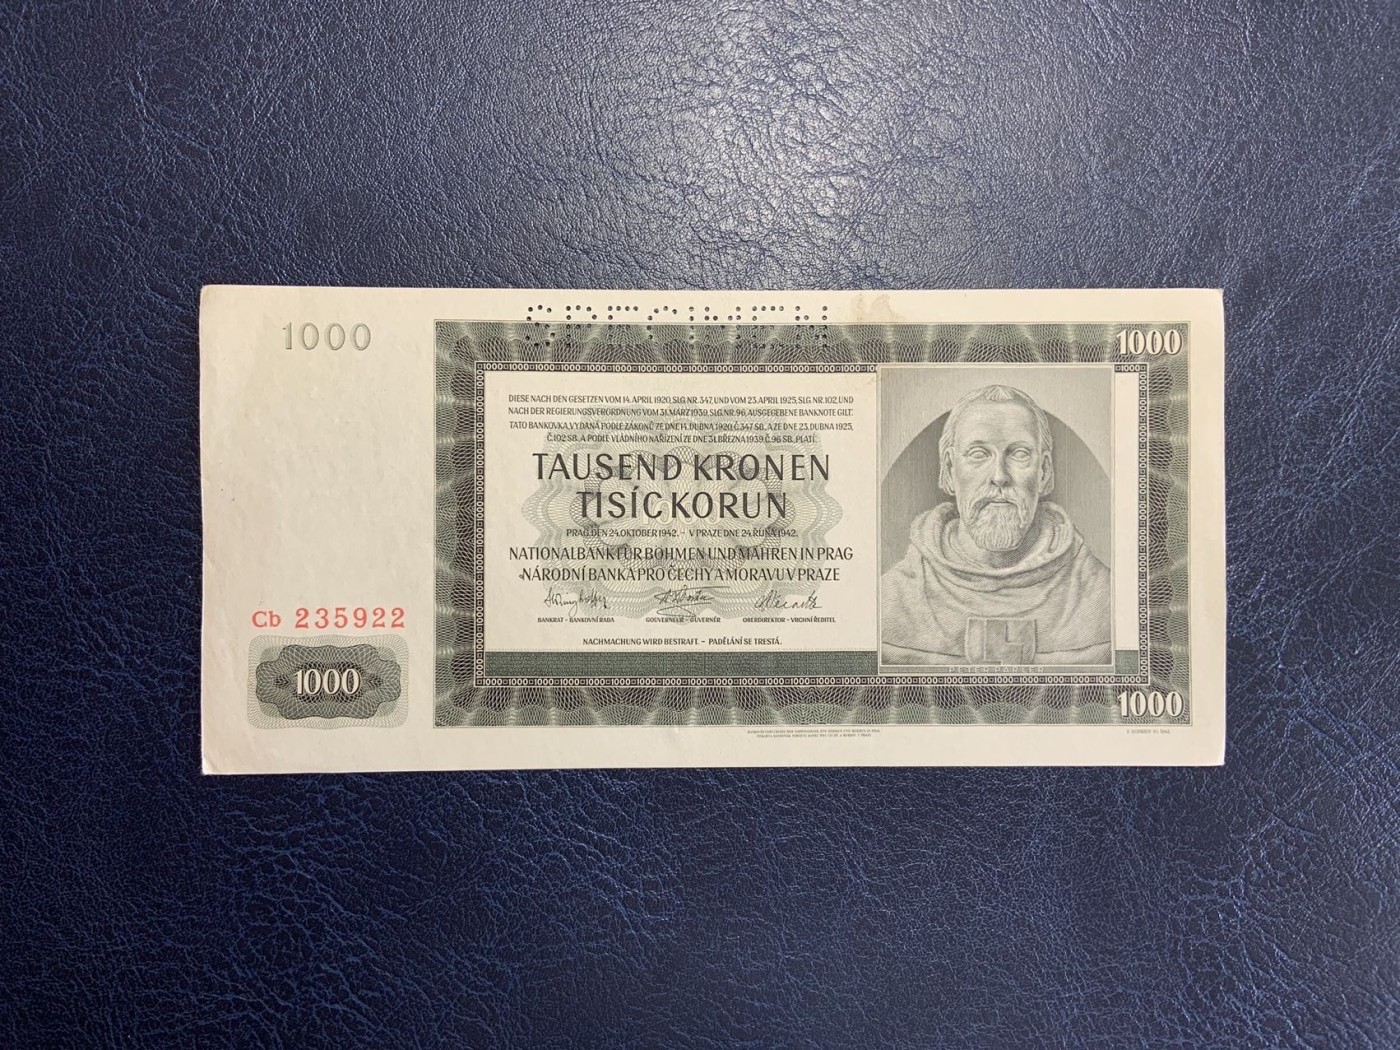 SPECIMEN
1000
1000
DIESE NACH DEN GESETZEN VOM 14. APRIL 1920, SLG. NR. 347, UND VOM 23. APRIL 1925, SLG. NR. 102, UND
NACH DER REGIERUNGSVERORDNUNG VOM 31. MÄRZ 1939, SLG. NR. 96, AUSGEGEBENE BANKNOTE GILT.
TATO BANKOVKA, VYDANÁ PODLE ZÁKONŮ ZE DNE 14. DUBNA 1920 Č. 347 SB., A ZE DNE 23. DUBNA 1925,
Č. 102 SB., A PODLE VLÁDNÍHO NAŘÍZENÍ ZE DNE 31. BŘEZNA 1939 Č. 96 SB., PLATÍ
TAUSEND KRONEN
TISÍC KORUN
PRAG, DEN 24. OKTOBER 1942. - V PRAZE DNE 24. ŘÍJNA 1942.
NATIONALBANK FÜR BÖHMEN UND MÄHREN IN PRAG
NÁRODNÍ BANKA PRO ČECHY A MORAVU V PRAZE
BANKRAT - BANKOVNÍ RADA
GOUVERNEUR - GUVERNÉR
OBERDIREKTOR - VRCHNÍ ŘEDITEL
NACHMACHUNG WIRD BESTRAFT. - PADĚLÁNÍ SE TRESTÁ.
Cb 235922
1000
PETER PARLER
1000